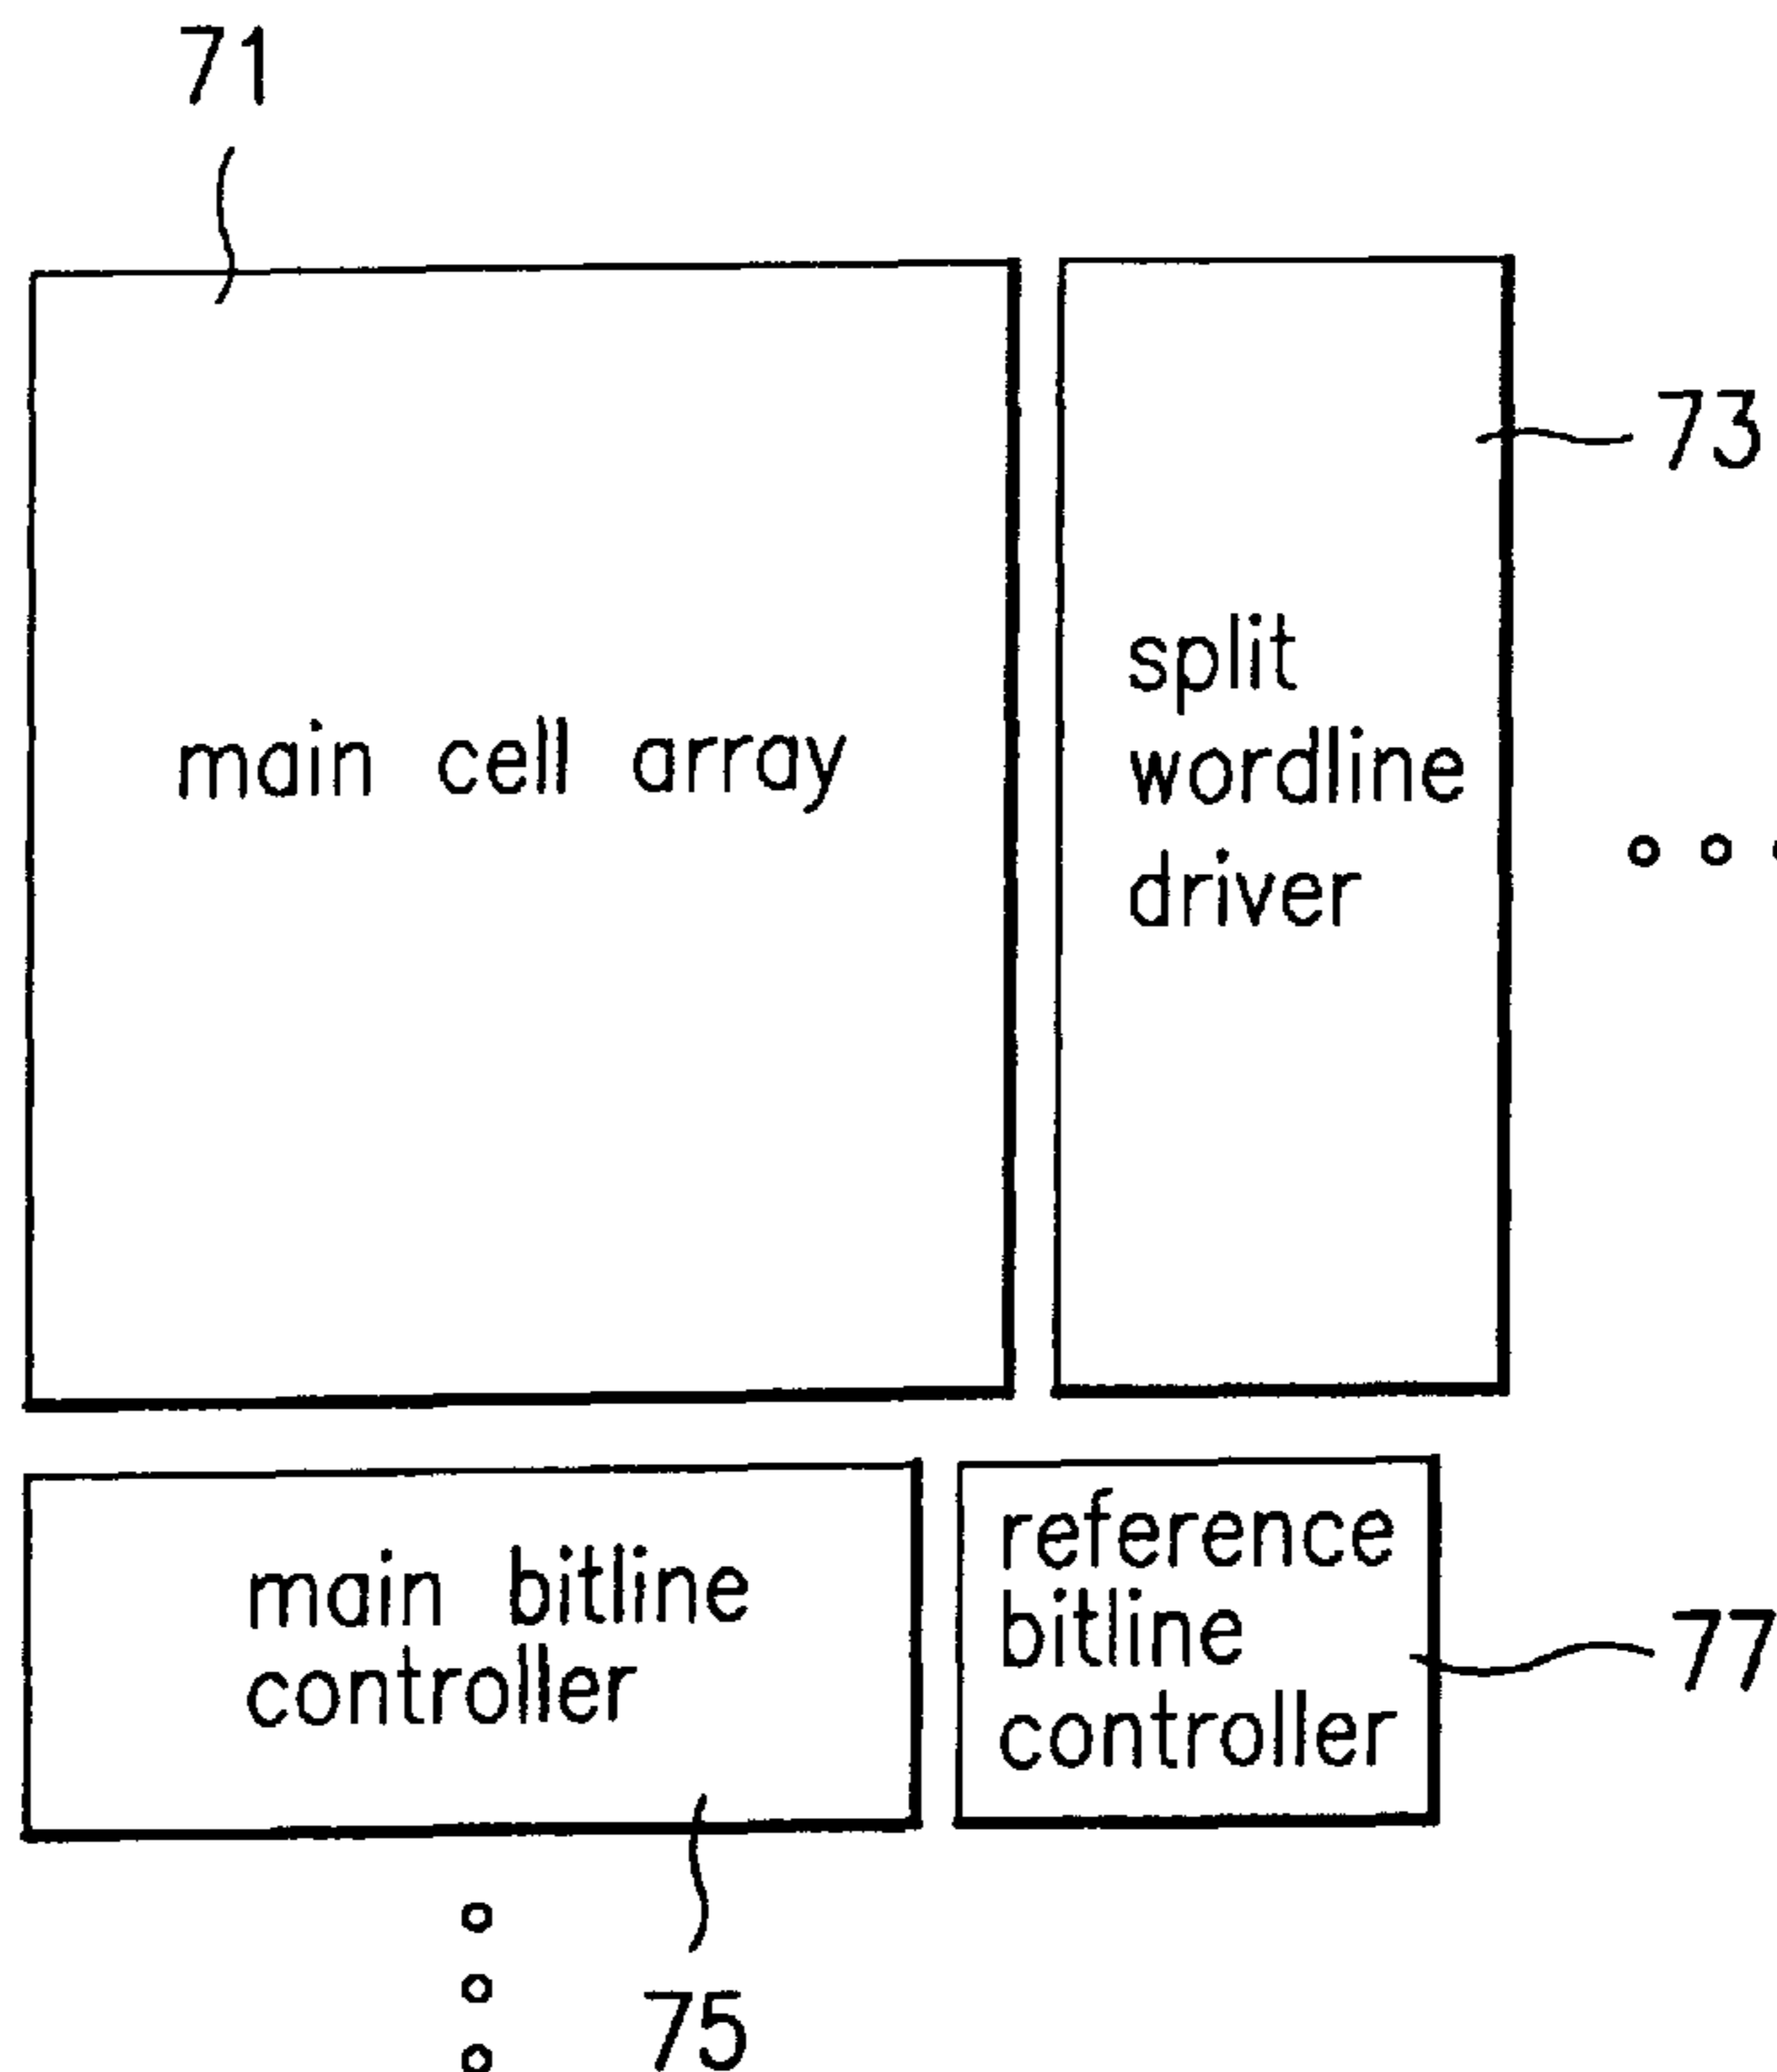 71
73
main cell array
split
wordline
driver
main bitline
controller
reference
bitline
controller
77
75